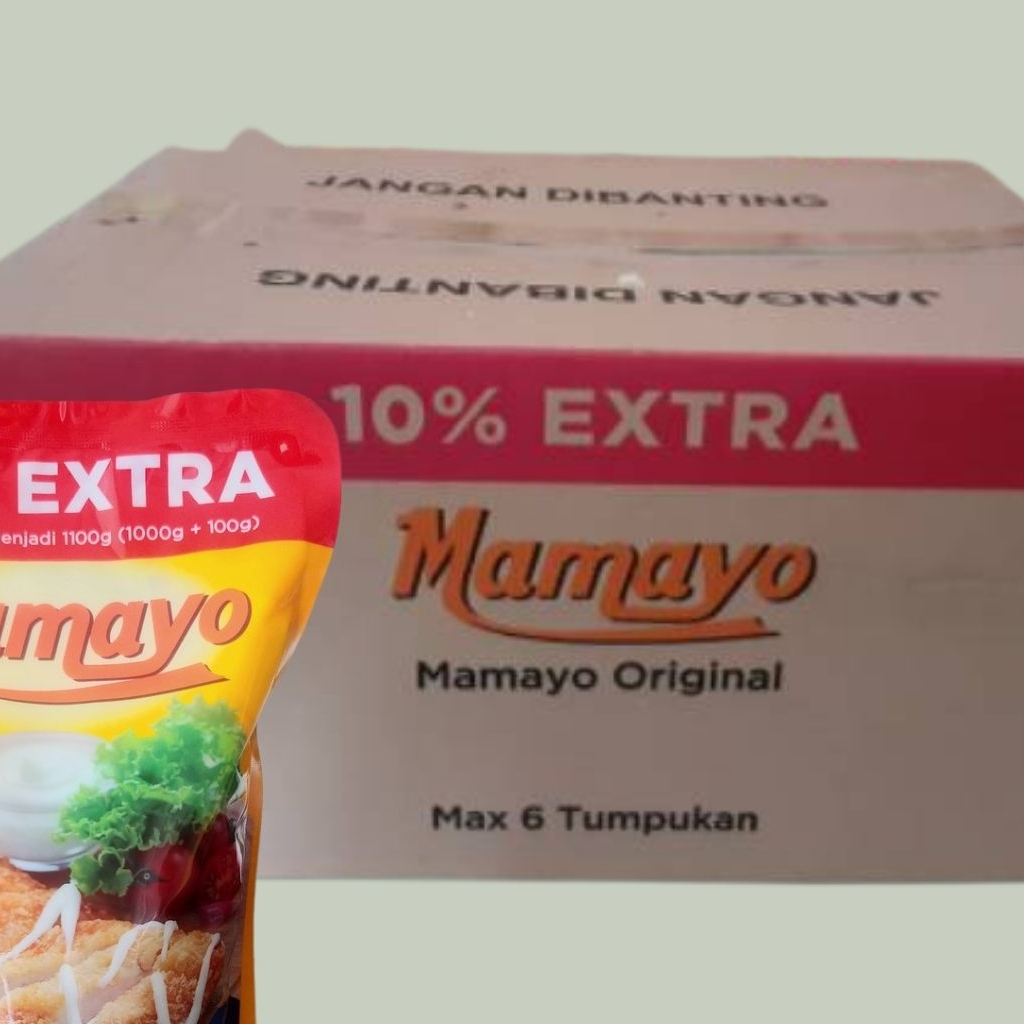 JANGAN DIBANTING
JANGAN DIBANTING
10% EXTRA
Mamayo
Mamayo Original
Max 6 Tumpukan
EXTRA
enjadi 1100g (1000g + 100g)
amayo